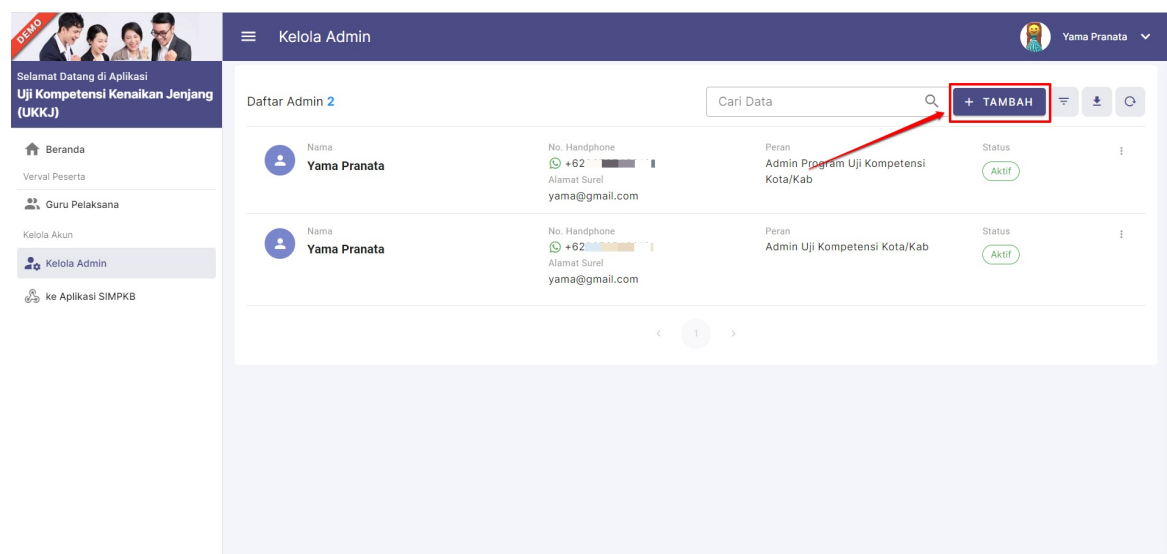 DEMO
Kelola Admin
Yama Pranata
Selamat Datang di Aplikasi
Uji Kompetensi Kenaikan Jenjang
(UKKJ)
Beranda
Verval Peserta
Guru Pelaksana
Kelola Akun
Kelola Admin
ke Aplikasi SIMPKB
Daftar Admin 2
Cari Data
+ TAMBAH
Nama
Yama Pranata
No. Handphone
+62
Alamat Surel
yama@gmail.com
Peran
Admin Program Uji Kompetensi
Kota/Kab
Status
Aktif
Nama
Yama Pranata
No. Handphone
+62
Alamat Surel
yama@gmail.com
Peran
Admin Uji Kompetensi Kota/Kab
Status
Aktif
1